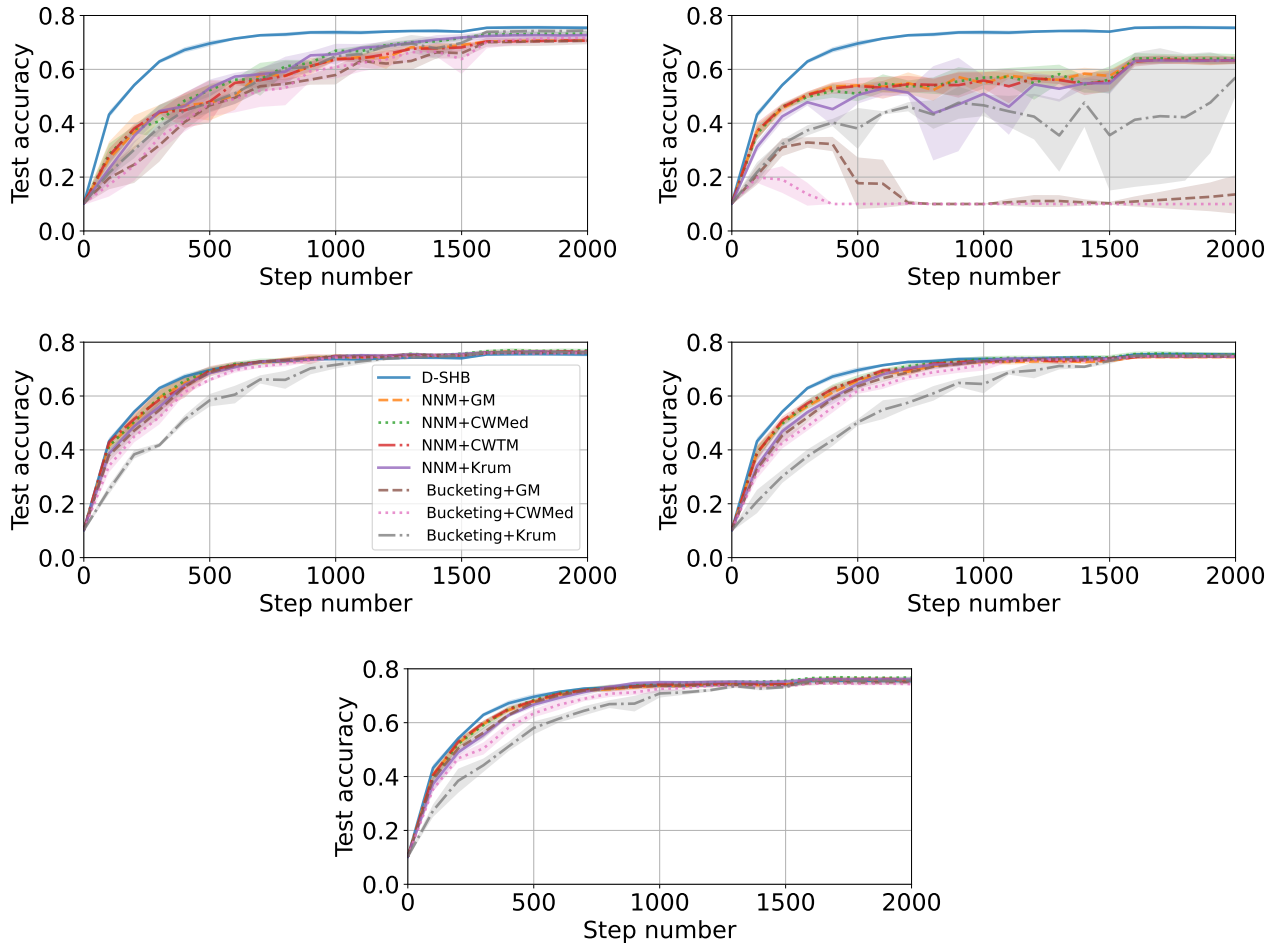 0.8
0.6
0.4
0.2
0.0
Test accuracy
0
500
1000
1500
2000
Step number
0.8
0.6
0.4
0.2
0.0
Test accuracy
0
500
1000
1500
2000
Step number
0.8
0.6
0.4
0.2
0.0
Test accuracy
D-SHB
NNM+GM
NNM+CWMed
NNM+CWTM
NNM+Krum
Bucketing+GM
Bucketing+CWMed
Bucketing+Krum
0
500
1000
1500
2000
Step number
0.8
0.6
0.4
0.2
0.0
Test accuracy
0
500
1000
1500
2000
Step number
0.8
0.6
0.4
0.2
0.0
Test accuracy
0
500
1000
1500
2000
Step number